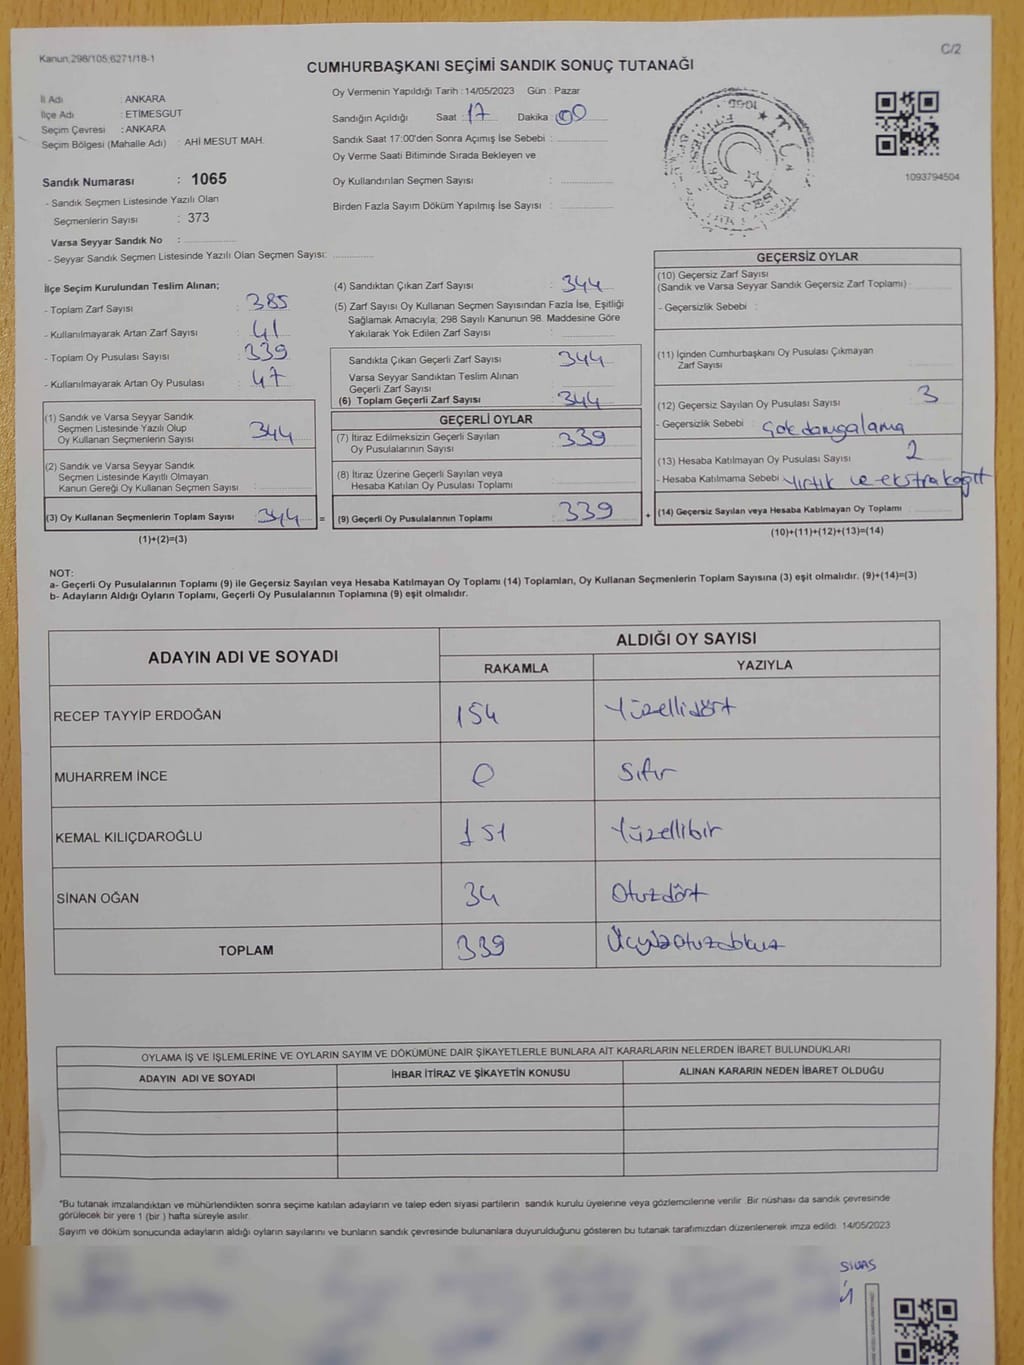 Kanun,298/105;6271/18-1
C/2
CUMHURBAŞKANI SEÇİMİ SANDIK SONUÇ TUTANAĞI
İl Adı : ANKARA
İlçe Adı : ETİMESGUT
Seçim Çevresi : ANKARA
Seçim Bölgesi (Mahalle Adı) : AHİ MESUT MAH.
Sandık Numarası : 1065
- Sandık Seçmen Listesinde Yazılı Olan
Seçmenlerin Sayısı : 373
Varsa Seyyar Sandık No :
- Seyyar Sandık Seçmen Listesinde Yazılı Olan Seçmen Sayısı:
Oy Vermenin Yapıldığı Tarih : 14/05/2023 Gün : Pazar
Sandığın Açıldığı Saat 17 Dakika 00
Sandık Saat 17:00'den Sonra Açımış İse Sebebi :
Oy Verme Saati Bitiminde Sırada Bekleyen ve
Oy Kullandırılan Seçmen Sayısı :
Birden Fazla Sayım Döküm Yapılmış İse Sayısı :
1065
T.C.
1923
1093794504
İlçe Seçim Kurulundan Teslim Alınan;
- Toplam Zarf Sayısı : 385
- Kullanılmayarak Artan Zarf Sayısı : 41
- Toplam Oy Pusulası Sayısı : 339
- Kullanılmayarak Artan Oy Pusulası : 47
(1) Sandık ve Varsa Seyyar Sandık
Seçmen Listesinde Yazılı Olup
Oy Kullanan Seçmenlerin Sayısı : 344
(2) Sandık ve Varsa Seyyar Sandık
Seçmen Listesinde Kayıtlı Olmayan
Kanun Gereği Oy Kullanan Seçmen Sayısı :
(3) Oy Kullanan Seçmenlerin Toplam Sayısı : 344 =
(1)+(2)=(3)
(4) Sandıktan Çıkan Zarf Sayısı : 344
(5) Zarf Sayısı Oy Kullanan Seçmen Sayısından Fazla İse, Eşitliği
Sağlamak Amacıyla; 298 Sayılı Kanunun 98. Maddesine Göre
Yakılarak Yok Edilen Zarf Sayısı :
Sandıkta Çıkan Geçerli Zarf Sayısı : 344
Varsa Seyyar Sandıktan Teslim Alınan
Geçerli Zarf Sayısı :
(6) Toplam Geçerli Zarf Sayısı : 344
GEÇERLİ OYLAR
(7) İtiraz Edilmeksizin Geçerli Sayılan
Oy Pusulalarının Sayısı : 339
(8) İtiraz Üzerine Geçerli Sayılan veya
Hesaba Katılan Oy Pusulası Toplamı :
(9) Geçerli Oy Pusulalarının Toplamı : 339 +
GEÇERSİZ OYLAR
(10) Geçersiz Zarf Sayısı
(Sandık ve Varsa Seyyar Sandık Geçersiz Zarf Toplamı) :
- Geçersizlik Sebebi :
(11) İçinden Cumhurbaşkanı Oy Pusulası Çıkmayan
Zarf Sayısı :
(12) Geçersiz Sayılan Oy Pusulası Sayısı : 3
- Geçersizlik Sebebi : çok damgalama
(13) Hesaba Katılmayan Oy Pusulası Sayısı : 2
- Hesaba Katılmama Sebebi : yırtık ve ekstra kağıt
(14) Geçersiz Sayılan veya Hesaba Katılmayan Oy Toplamı :
(10)+(11)+(12)+(13)=(14)
NOT:
a- Geçerli Oy Pusulalarının Toplamı (9) ile Geçersiz Sayılan veya Hesaba Katılmayan Oy Toplamı (14) Toplamları, Oy Kullanan Seçmenlerin Toplam Sayısına (3) eşit olmalıdır. (9)+(14)=(3)
b- Adayların Aldığı Oyların Toplamı, Geçerli Oy Pusulalarının Toplamına (9) eşit olmalıdır.
ADAYIN ADI VE SOYADI ALDIĞI OY SAYISI
RAKAMLA YAZIYLA
RECEP TAYYİP ERDOĞAN 154 Yüzellidört
MUHARREM İNCE 0 Sıfır
KEMAL KILIÇDAROĞLU 151 Yüzellibir
SİNAN OĞAN 34 Otuzdört
TOPLAM 339 Üçyüzotuzdokuz
OYLAMA İŞ VE İŞLEMLERİNE VE OYLARIN SAYIM VE DÖKÜMÜNE DAİR ŞİKAYETLERLE BUNLARA AİT KARARLARIN NELERDEN İBARET BULUNDUKLARI
ADAYIN ADI VE SOYADI İHBAR İTİRAZ VE ŞİKAYETİN KONUSU ALINAN KARARIN NEDEN İBARET OLDUĞU
*Bu tutanak imzalandıktan ve mühürlendikten sonra seçime katılan adayların ve talep eden siyasi partilerin sandık kurulu üyelerine veya gözlemcilerine verilir. Bir nüshası da sandık çevresinde
görülecek bir yere 1 (bir ) hafta süreyle asılır.
Sayım ve döküm sonucunda adayların aldığı oyların sayılarını ve bunların sandık çevresinde bulunanlara duyurulduğunu gösteren bu tutanak tarafımızdan düzenlenerek imza edildi. 14/05/2023
SİVAS